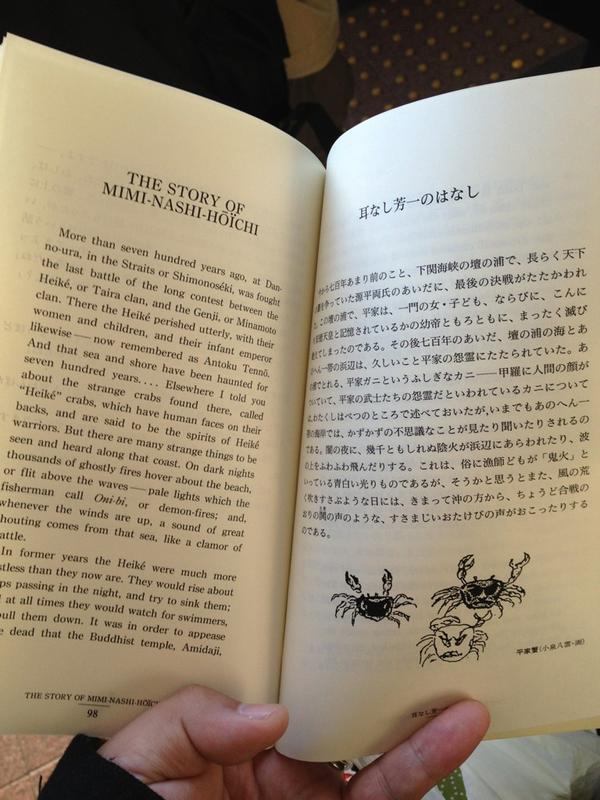 THE STORY OF
MIMI-NASHI-HŌÏCHI
More than seven hundred years ago, at Dan-
no-ura, in the Straits or Shimonoséki, was fought
the last battle of the long contest between the
Heiké, or Taira clan, and the Genji, or Minamoto
clan. There the Heiké perished utterly, with their
women and children, and their infant emperor
likewise—now remembered as Antoku Tennō.
And that sea and shore have been haunted for
seven hundred years.... Elsewhere I told you
about the strange crabs found there, called
"Heiké" crabs, which have human faces on their
backs, and are said to be the spirits of Heiké
warriors. But there are many strange things to be
seen and heard along that coast. On dark nights
thousands of ghostly fires hover about the beach,
or flit above the waves—pale lights which the
fisherman call Oni-bi, or demon-fires; and,
whenever the winds are up, a sound of great
houting comes from that sea, like a clamor of
attle.
In former years the Heiké were much more
stless than they now are. They would rise about
ps passing in the night, and try to sink them;
d at all times they would watch for swimmers,
pull them down. It was in order to appease
e dead that the Buddhist temple, Amidaji,
THE STORY OF MIMI-NASHI-HŌÏC
98
耳なし芳一のはなし
今から七百年あまり前のこと、下関海峡の壇の浦で、長らく天下
を争っていた源平両氏のあいだに、最後の決戦がたたかわれ
た。この壇の浦で、平家は、一門の女・子ども、ならびに、こんに
安徳天皇と記憶されているかの幼帝ともろともに、まったく滅び
てしまったのである。その後七百年のあいだ、壇の浦の海とあ
へん一帯の浜辺は、久しいこと平家の怨霊にたたられていた。あ
の浦でとれる、平家ガニというふしぎなカニ——甲羅に人間の顔が
ついていて、平家の武士たちの怨霊だといわれているカニについて
は、わたくしはべつのところで述べておいたが、いまでもあのへん一
帯の海岸では、かずかずの不思議なことが見たり聞いたりされるの
である。闇の夜に、幾千ともしれぬ陰火が浜辺にあらわれたり、波
の上をふわふわ飛んだりする。これは、俗に漁師どもが「鬼火」と
いっている青白い光りものであるが、そうかと思うとまた、風の荒
く吹きすさぶような日には、きまって沖の方から、ちょうど合戦の
おりの鬨の声のような、すさまじいおたけびの声がおこったりする
のである。
平家蟹(小泉八雲・画)
耳なし芳一